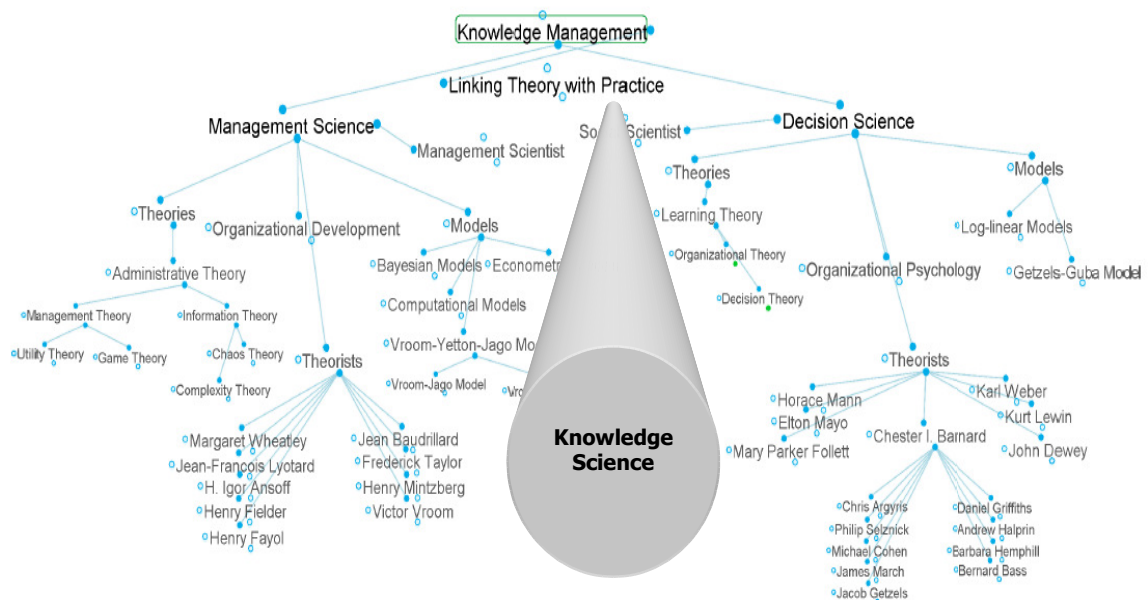 Knowledge Management
Linking Theory with Practice
Management Science
Management Scientist
Scientist
Decision Science
Theories
Organizational Development
Models
Administrative Theory
Bayesian Models
Computational Models
Management Theory
Information Theory
Utility Theory
Game Theory
Chaos Theory
Complexity Theory
Vroom-Yetton-Jago
Vroom-Jago Model
Theorists
Margaret Wheatley
Jean-Francois Lyotard
H. Igor Ansoff
Henry Fielder
Henry Fayol
Jean Baudrillard
Frederick Taylor
Henry Mintzberg
Victor Vroom
Knowledge
Science
Theories
Learning Theory
Organizational Theory
Decision Theory
Organizational Psychology
Models
Log-linear Models
Getzels-Guba Model
Theorists
Horace Mann
Elton Mayo
Mary Parker Follett
Karl Weber
Kurt Lewin
John Dewey
Chester I. Barnard
Chris Argyris
Philip Selznick
Michael Cohen
James March
Jacob Getzels
Daniel Griffiths
Andrew Halprin
Barbara Hemphill
Bernard Bass